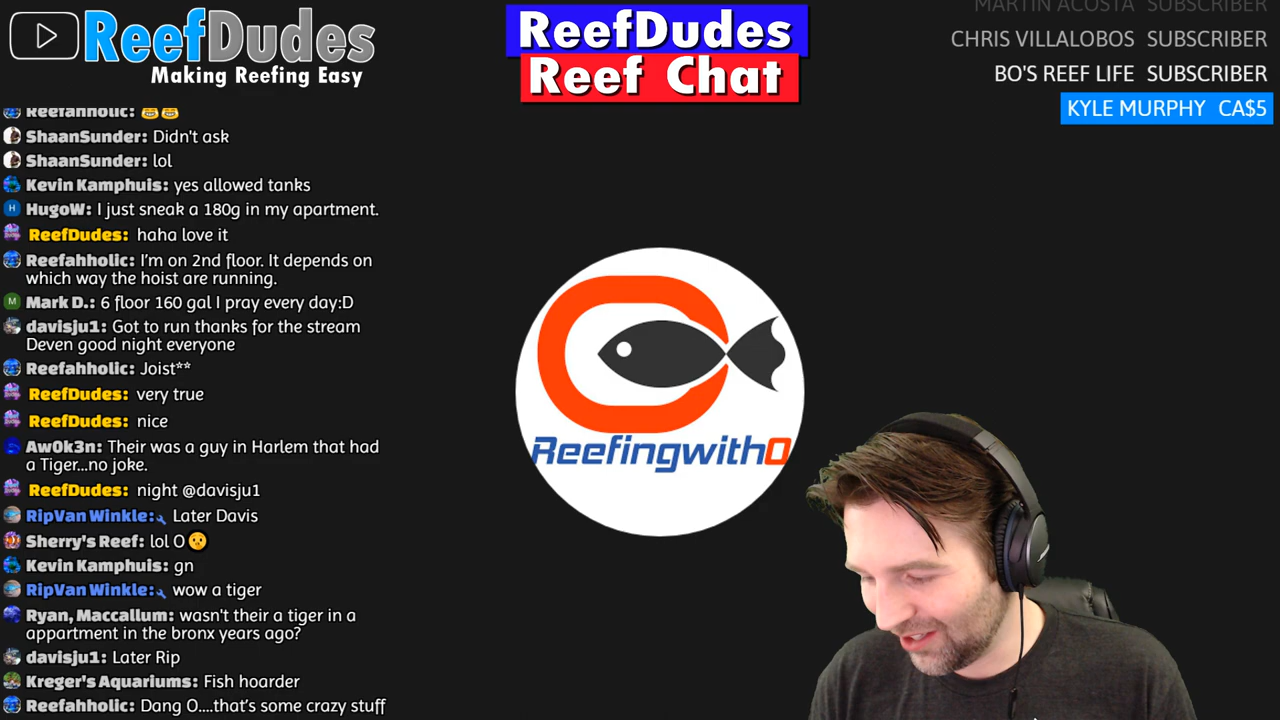 ReefDudes
Making Reefing Easy
ReefDudes
Reef Chat
MARTIN ACOSTA SUBSCRIBER
CHRIS VILLALOBOS SUBSCRIBER
BO'S REEF LIFE SUBSCRIBER
KYLE MURPHY CA$5
Reefahholic: 😁😁
ShaanSunder: Didn't ask
ShaanSunder: lol
Kevin Kamphuis: yes allowed tanks
HugoW: I just sneak a 180g in my apartment.
ReefDudes: haha love it
Reefahholic: I'm on 2nd floor. It depends on
which way the hoist are running.
Mark D.: 6 floor 160 gal I pray every day:D
davisju1: Got to run thanks for the stream
Deven good night everyone
Reefahholic: Joist**
ReefDudes: very true
ReefDudes: nice
Aw0k3n: Their was a guy in Harlem that had
a Tiger...no joke.
ReefDudes: night @davisju1
RipVan Winkle: Later Davis
Sherry's Reef: lol O😗
Kevin Kamphuis: gn
RipVan Winkle: wow a tiger
Ryan, Maccallum: wasn't their a tiger in a
appartment in the bronx years ago?
davisju1: Later Rip
Kreger's Aquariums: Fish hoarder
Reefahholic: Dang O....that's some crazy stuff
ReefingwithO